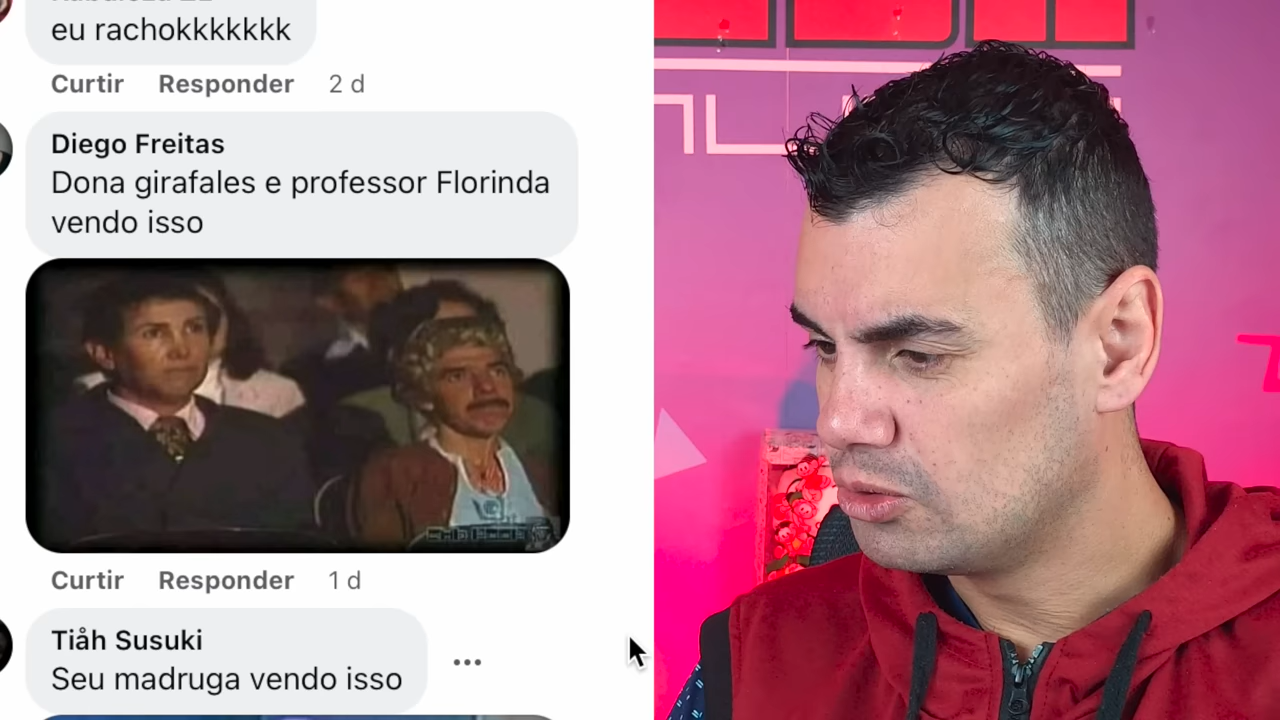 eu rachokkkkkkk
Curtir Responder 2 d
Diego Freitas
Dona girafales e professor Florinda
vendo isso
Curtir Responder 1 d
Tiåh Susuki
Seu madruga vendo isso